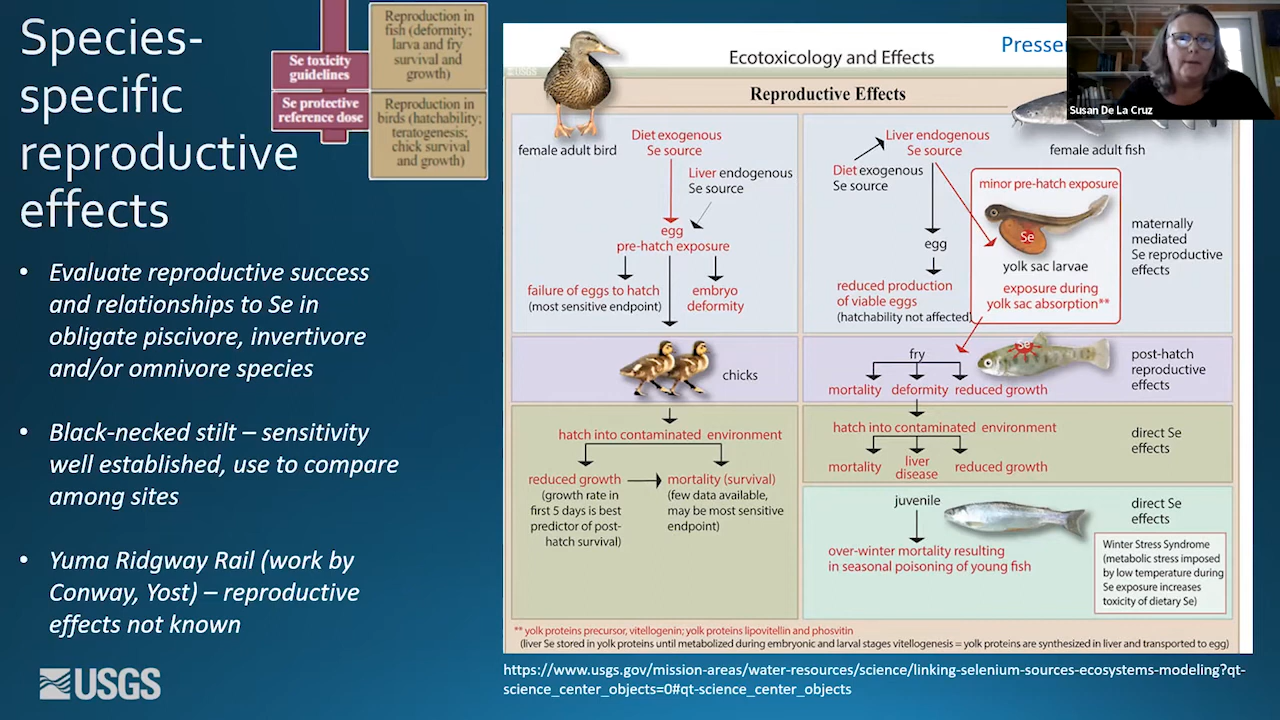 Species-
specific
reproductive
effects
Se toxicity
guidelines
Se protective
reference dose
Reproduction in
fish (deformity;
larva and fry
survival and
growth)
Reproduction in
birds (hatchability;
teratogenesis;
chick survival
and growth)
• Evaluate reproductive success
and relationships to Se in
obligate piscivore, invertivore
and/or omnivore species
• Black-necked stilt – sensitivity
well established, use to compare
among sites
• Yuma Ridgway Rail (work by
Conway, Yost) – reproductive
effects not known
USGS
Susan De La Cruz
USGS
Ecotoxicology and Effects
Reproductive Effects
female adult bird
Diet exogenous
Se source
Liver endogenous
Se source
egg
pre-hatch exposure
failure of eggs to hatch
(most sensitive endpoint)
embryo
deformity
chicks
hatch into contaminated environment
reduced growth
(growth rate in
first 5 days is best
predictor of post-
hatch survival)
mortality (survival)
(few data available,
may be most sensitive
endpoint)
Liver endogenous
Se source
Diet exogenous
Se source
female adult fish
egg
reduced production
of viable eggs
(hatchability not affected)
minor pre-hatch exposure
Se
yolk sac larvae
exposure during
yolk sac absorption**
maternally
mediated
Se reproductive
effects
fry
Se
mortality deformity reduced growth
post-hatch
reproductive
effects
hatch into contaminated environment
mortality liver disease reduced growth
direct Se
effects
juvenile
over-winter mortality resulting
in seasonal poisoning of young fish
direct Se
effects
Winter Stress Syndrome
(metabolic stress imposed
by low temperature during
Se exposure increases
toxicity of dietary Se)
** yolk proteins precursor, vitellogenin; yolk proteins lipovitellin and phosvitin
(liver Se stored in yolk proteins until metabolized during embryonic and larval stages vitellogenesis = yolk proteins are synthesized in liver and transported to egg)
https://www.usgs.gov/mission-areas/water-resources/science/linking-selenium-sources-ecosystems-modeling?qt-
science_center_objects=0#qt-science_center_objects